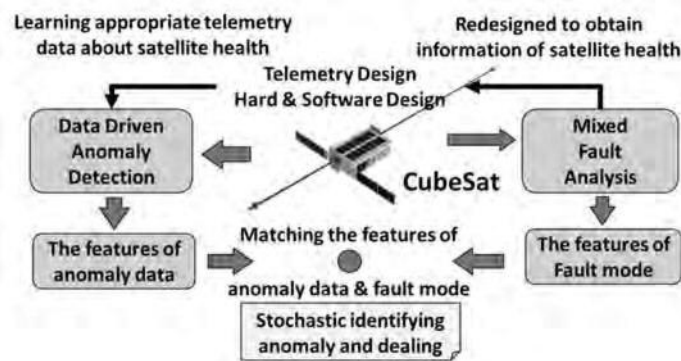 Learning appropriate telemetry
data about satellite health
Redesigned to obtain
information of satellite health
Telemetry Design
Hard & Software Design
Data Driven
Anomaly
Detection
CubeSat
Mixed
Fault
Analysis
The features of
anomaly data
Matching the features of
anomaly data & fault mode
The features of
Fault mode
Stochastic identifying
anomaly and dealing